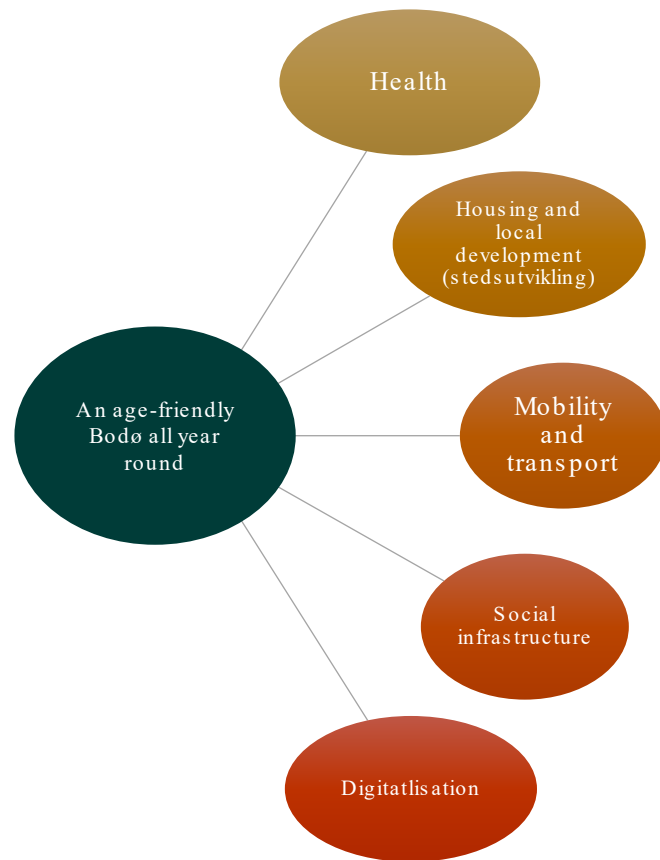 Health
Housing and
local
development
(stedsutvikling)
An age-friendly
Bodø all year
round
Mobility
and
transport
Social
infrastructure
Digitatlisation